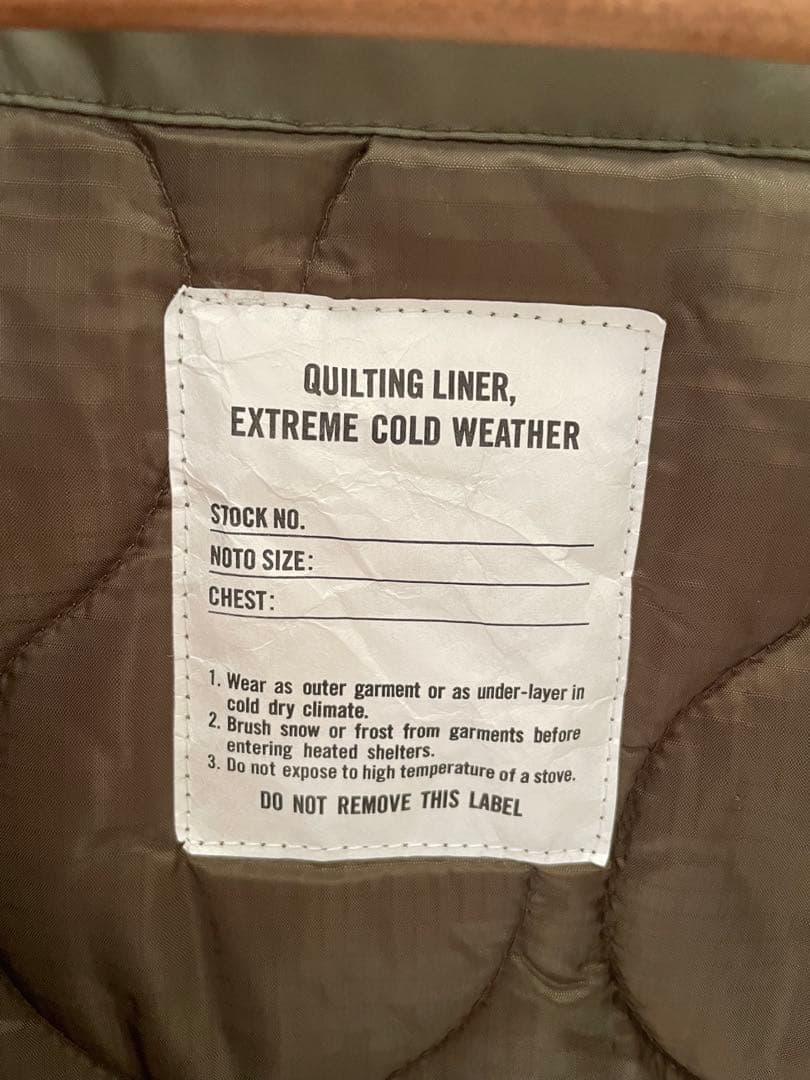 QUILTING LINER,
EXTREME COLD WEATHER
STOCK NO.
NOTO SIZE:
CHEST:
1. Wear as outer garment or as under-layer in
cold dry climate.
2. Brush snow or frost from garments before
entering heated shelters.
3. Do not expose to high temperature of a stove.
DO NOT REMOVE THIS LABEL